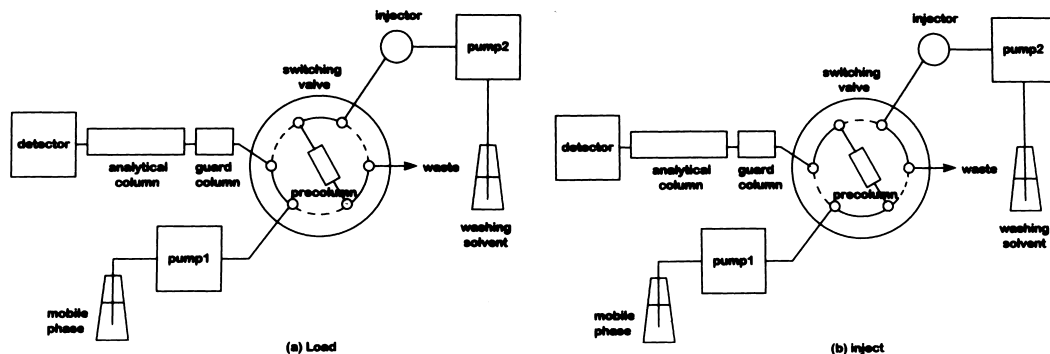 injector
pump2
switching
valve
detector
analytical
column
guard
column
precolumn
waste
washing
solvent
pump1
mobile
phase
(a) Load
injector
pump2
switching
valve
detector
analytical
column
guard
column
precolumn
waste
washing
solvent
pump1
mobile
phase
(b) inject